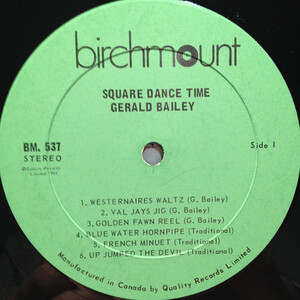 birchmount
SQUARE DANCE TIME
GERALD BAILEY
BM. 537
STEREO
Side 1
1. WESTERNAIRES WALTZ (G. Bailey)
2. VAL JAYS JIG (G. Bailey)
3. GOLDEN FAWN REEL (G. Bailey)
4. BLUE WATER HORNPIPE (Traditional)
5. FRENCH MINUET (Traditional)
6. UP JUMPED THE DEVIL (Traditional)
Manufactured in Canada by Quality Records Limited